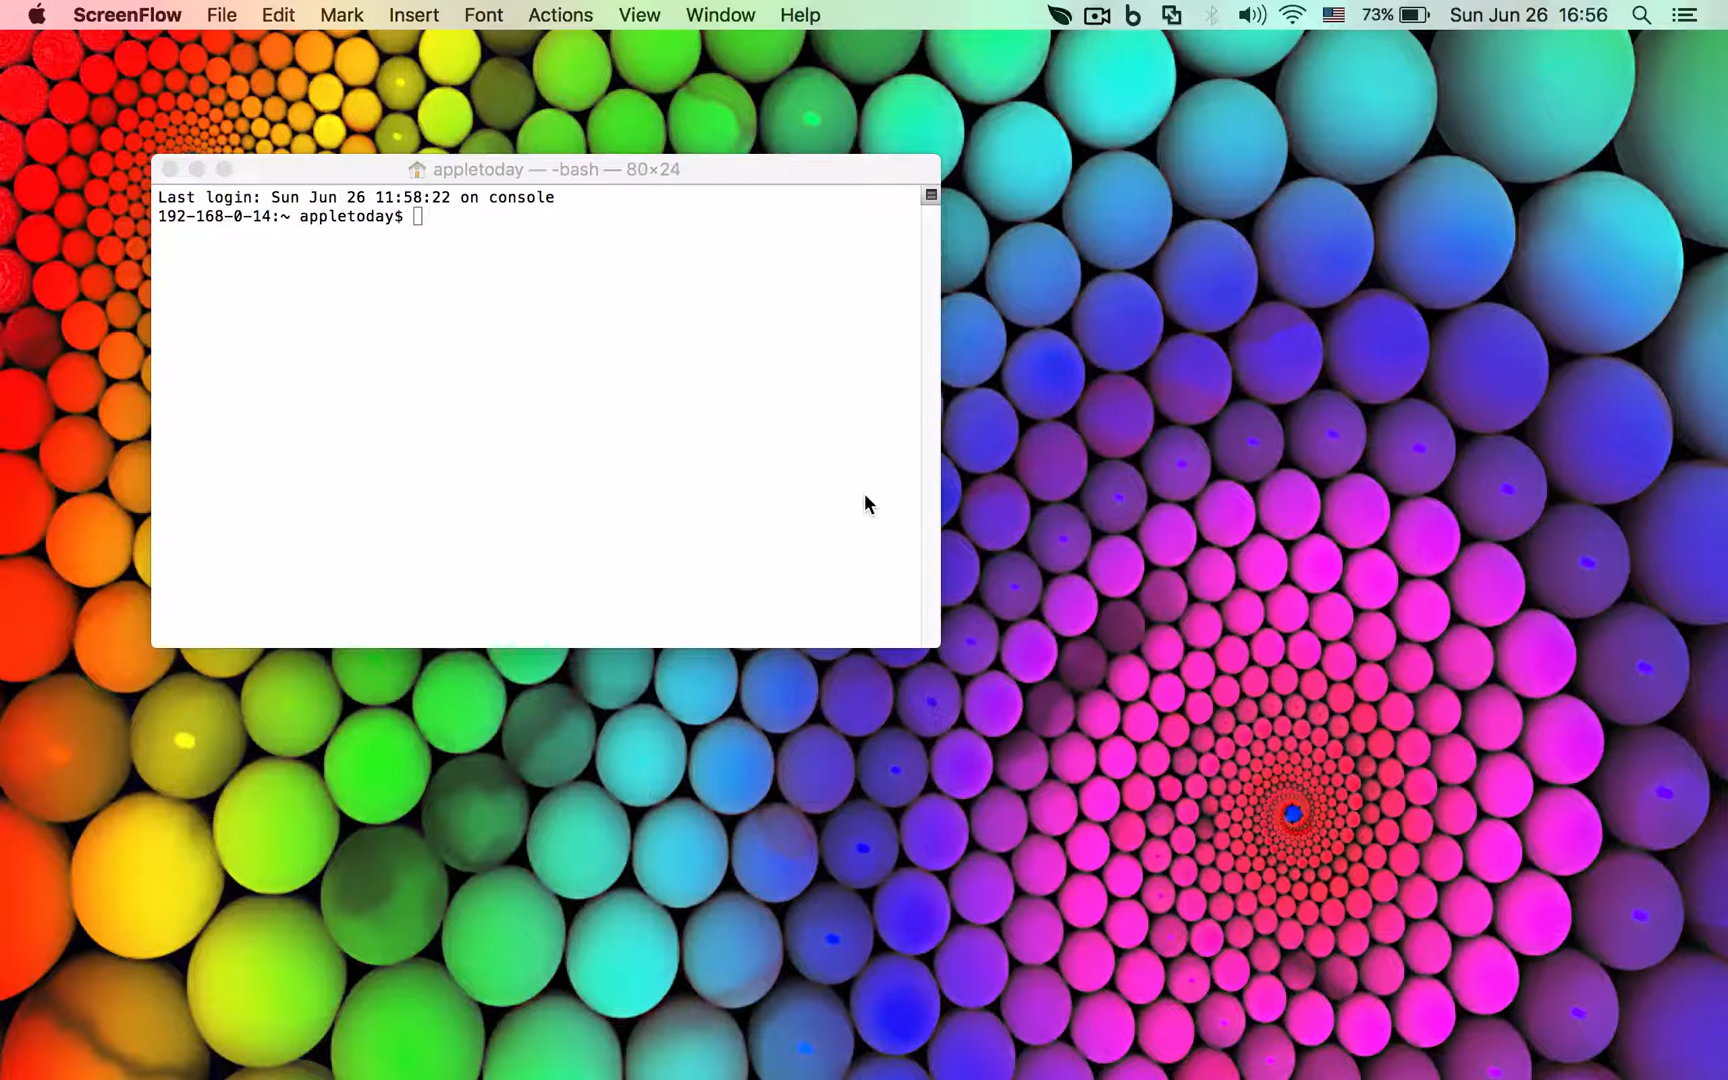 ScreenFlow File Edit Mark Insert Font Actions View Window Help 73% Sun Jun 26 16:56
appletoday — -bash — 80×24
Last login: Sun Jun 26 11:58:22 on console
192-168-0-14:~ appletoday$